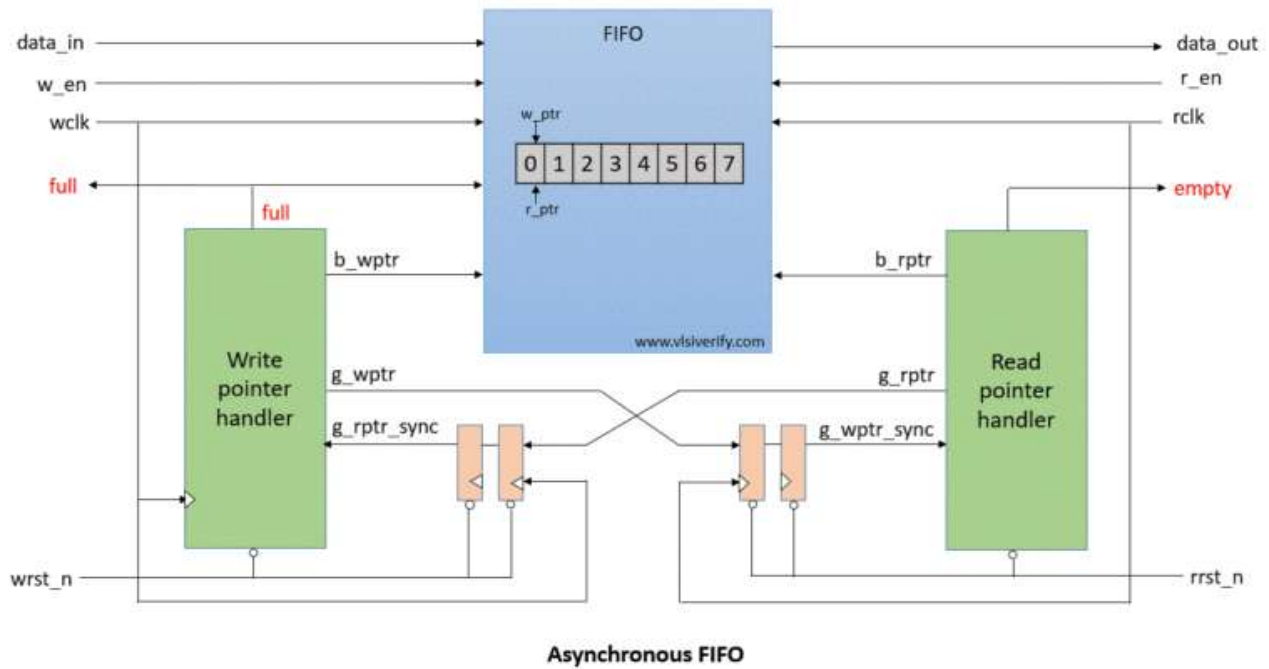 FIFO
data_in
data_out
w_en
r_en
wclk
rclk
w_ptr
0 1 2 3 4 5 6 7
full
empty
full
r_ptr
b_wptr
b_rptr
www.vlsiverify.com
Write
pointer
handler
Read
pointer
handler
g_wptr
g_rptr
g_rptr_sync
g_wptr_sync
wrst_n
rrst_n
Asynchronous FIFO